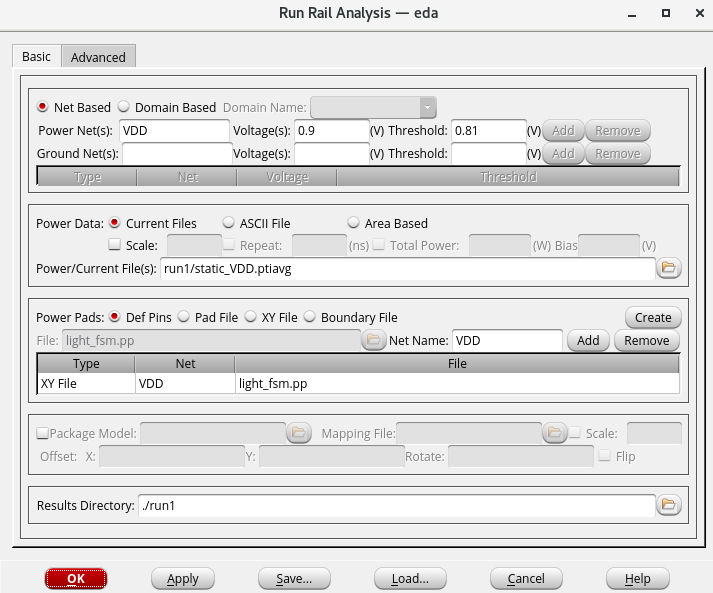 Run Rail Analysis — eda
Basic Advanced
Net Based Domain Based Domain Name:
Power Net(s): VDD Voltage(s): 0.9 (V) Threshold: 0.81 (V) Add Remove
Ground Net(s): Voltage(s): (V) Threshold: (V) Add Remove
Type Net Voltage Threshold
Power Data: Current Files ASCII File Area Based
Scale: Repeat: (ns) Total Power: (W) Bias (V)
Power/Current File(s): run1/static_VDD.ptiavg
Power Pads: Def Pins Pad File XY File Boundary File Create
File: light_fsm.pp Net Name: VDD Add Remove
Type Net File
XY File VDD light_fsm.pp
Package Model: Mapping File: Scale:
Offset: X: Y: Rotate: Flip
Results Directory: ./run1
OK Apply Save... Load... Cancel Help